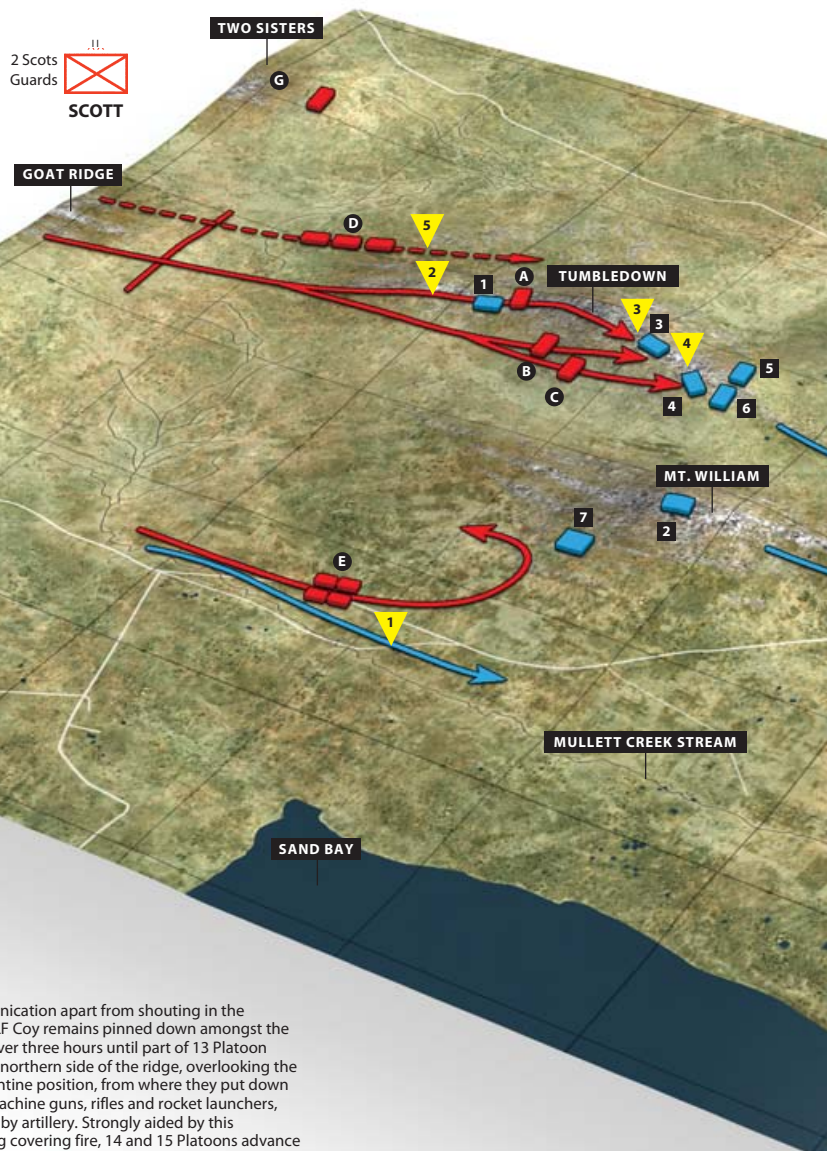 TWO SISTERS
2 Scots
Guards
SCOTT
G
GOAT RIDGE
D
5
2
1
A
TUMBLEDOWN
3
3
4
B
C
4
5
6
MT. WILLIAM
7
2
E
1
MULLETT CREEK STREAM
SAND BAY
nication apart from shouting in the
F Coy remains pinned down amongst the
ver three hours until part of 13 Platoon
northern side of the ridge, overlooking the
ntine position, from where they put down
achine guns, rifles and rocket launchers,
by artillery. Strongly aided by this
g covering fire, 14 and 15 Platoons advance